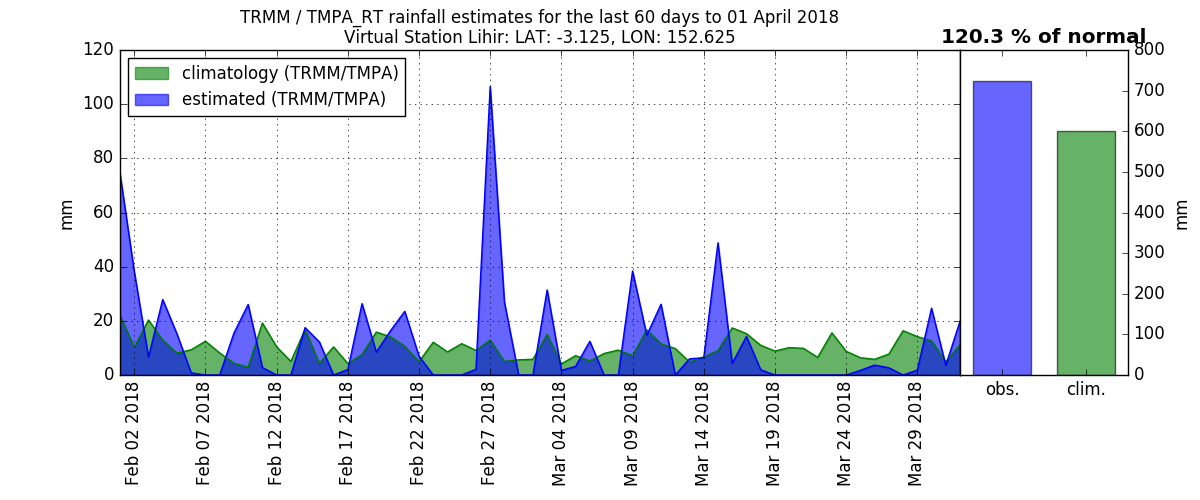 TRMM / TMPA_RT rainfall estimates for the last 60 days to 01 April 2018
Virtual Station Lihir: LAT: -3.125, LON: 152.625
120.3 % of normal
climatology (TRMM/TMPA)
estimated (TRMM/TMPA)
mm
120
100
80
60
40
20
0
Feb 02 2018
Feb 07 2018
Feb 12 2018
Feb 17 2018
Feb 22 2018
Feb 27 2018
Mar 04 2018
Mar 09 2018
Mar 14 2018
Mar 19 2018
Mar 24 2018
Mar 29 2018
obs.
clim.
800
700
600
500
400
300
200
100
0
mm